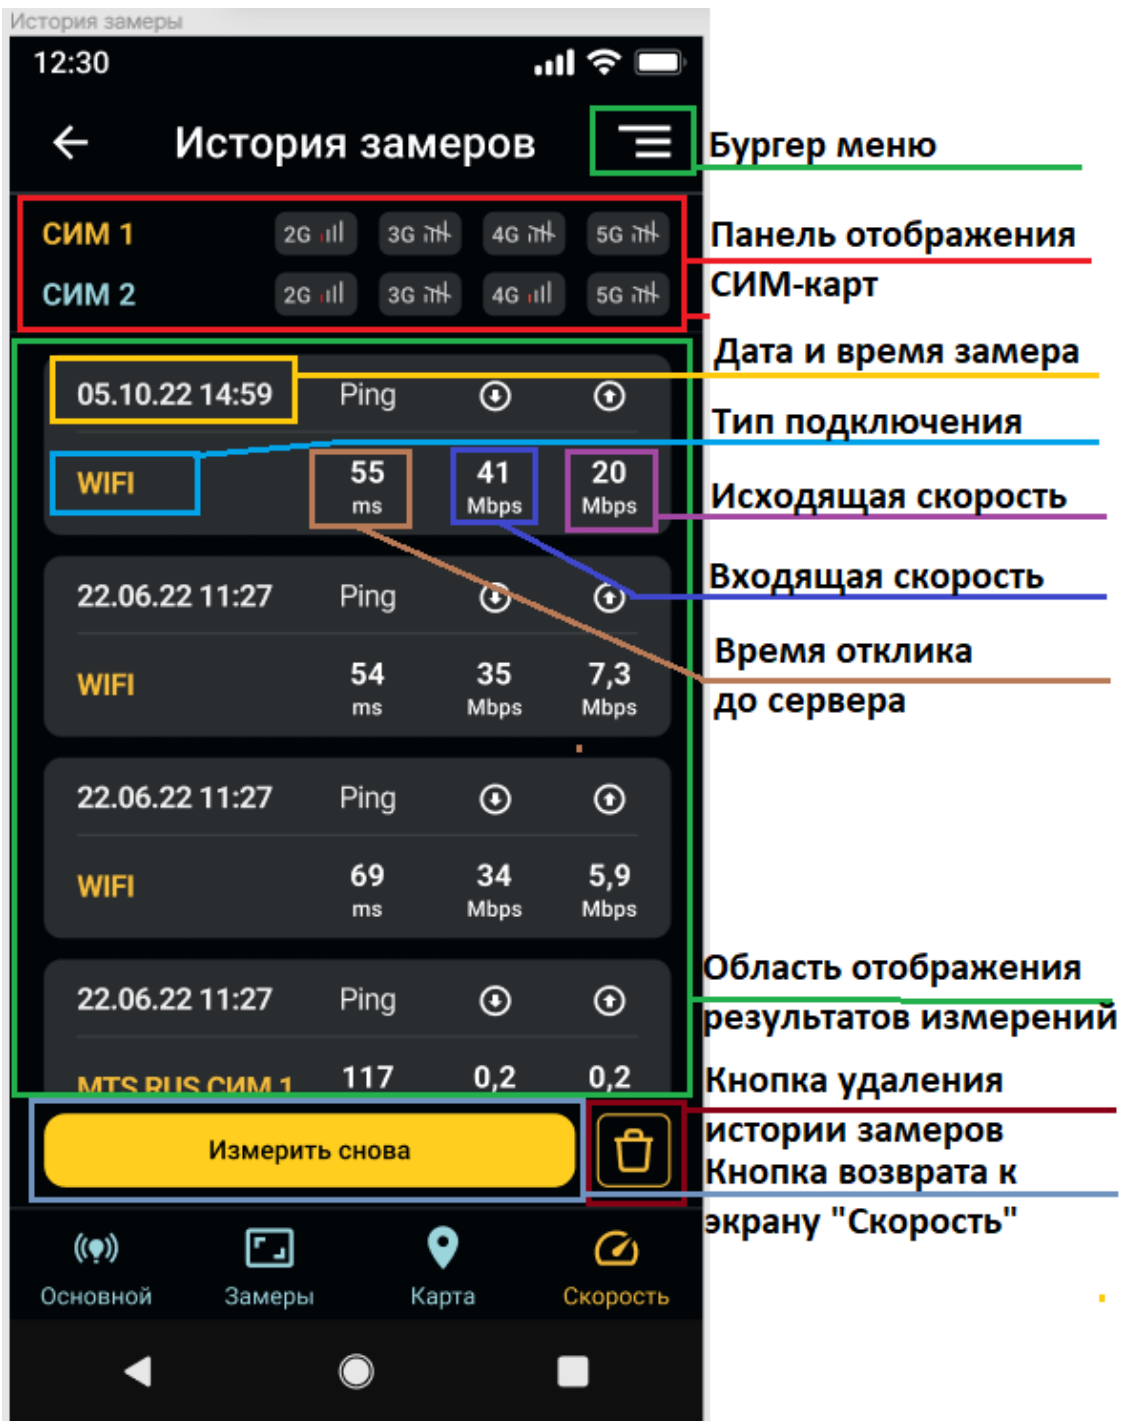 История замеры
12:30
История замеров
Бургер меню
СИМ 1 2G 3G 4G 5G
Панель отображения
СИМ-карт
СИМ 2 2G 3G 4G 5G
Дата и время замера
05.10.22 14:59 Ping
Тип подключения
WIFI 55 41 20
ms Mbps Mbps
Исходящая скорость
Входящая скорость
22.06.22 11:27 Ping
Время отклика
до сервера
WIFI 54 35 7,3
ms Mbps Mbps
22.06.22 11:27 Ping
WIFI 69 34 5,9
ms Mbps Mbps
Область отображения
результатов измерений
22.06.22 11:27 Ping
MTS RUS СИМ 1 117 0,2 0,2
Кнопка удаления
истории замеров
Измерить снова
Кнопка возврата к
экрану "Скорость"
Основной Замеры Карта Скорость